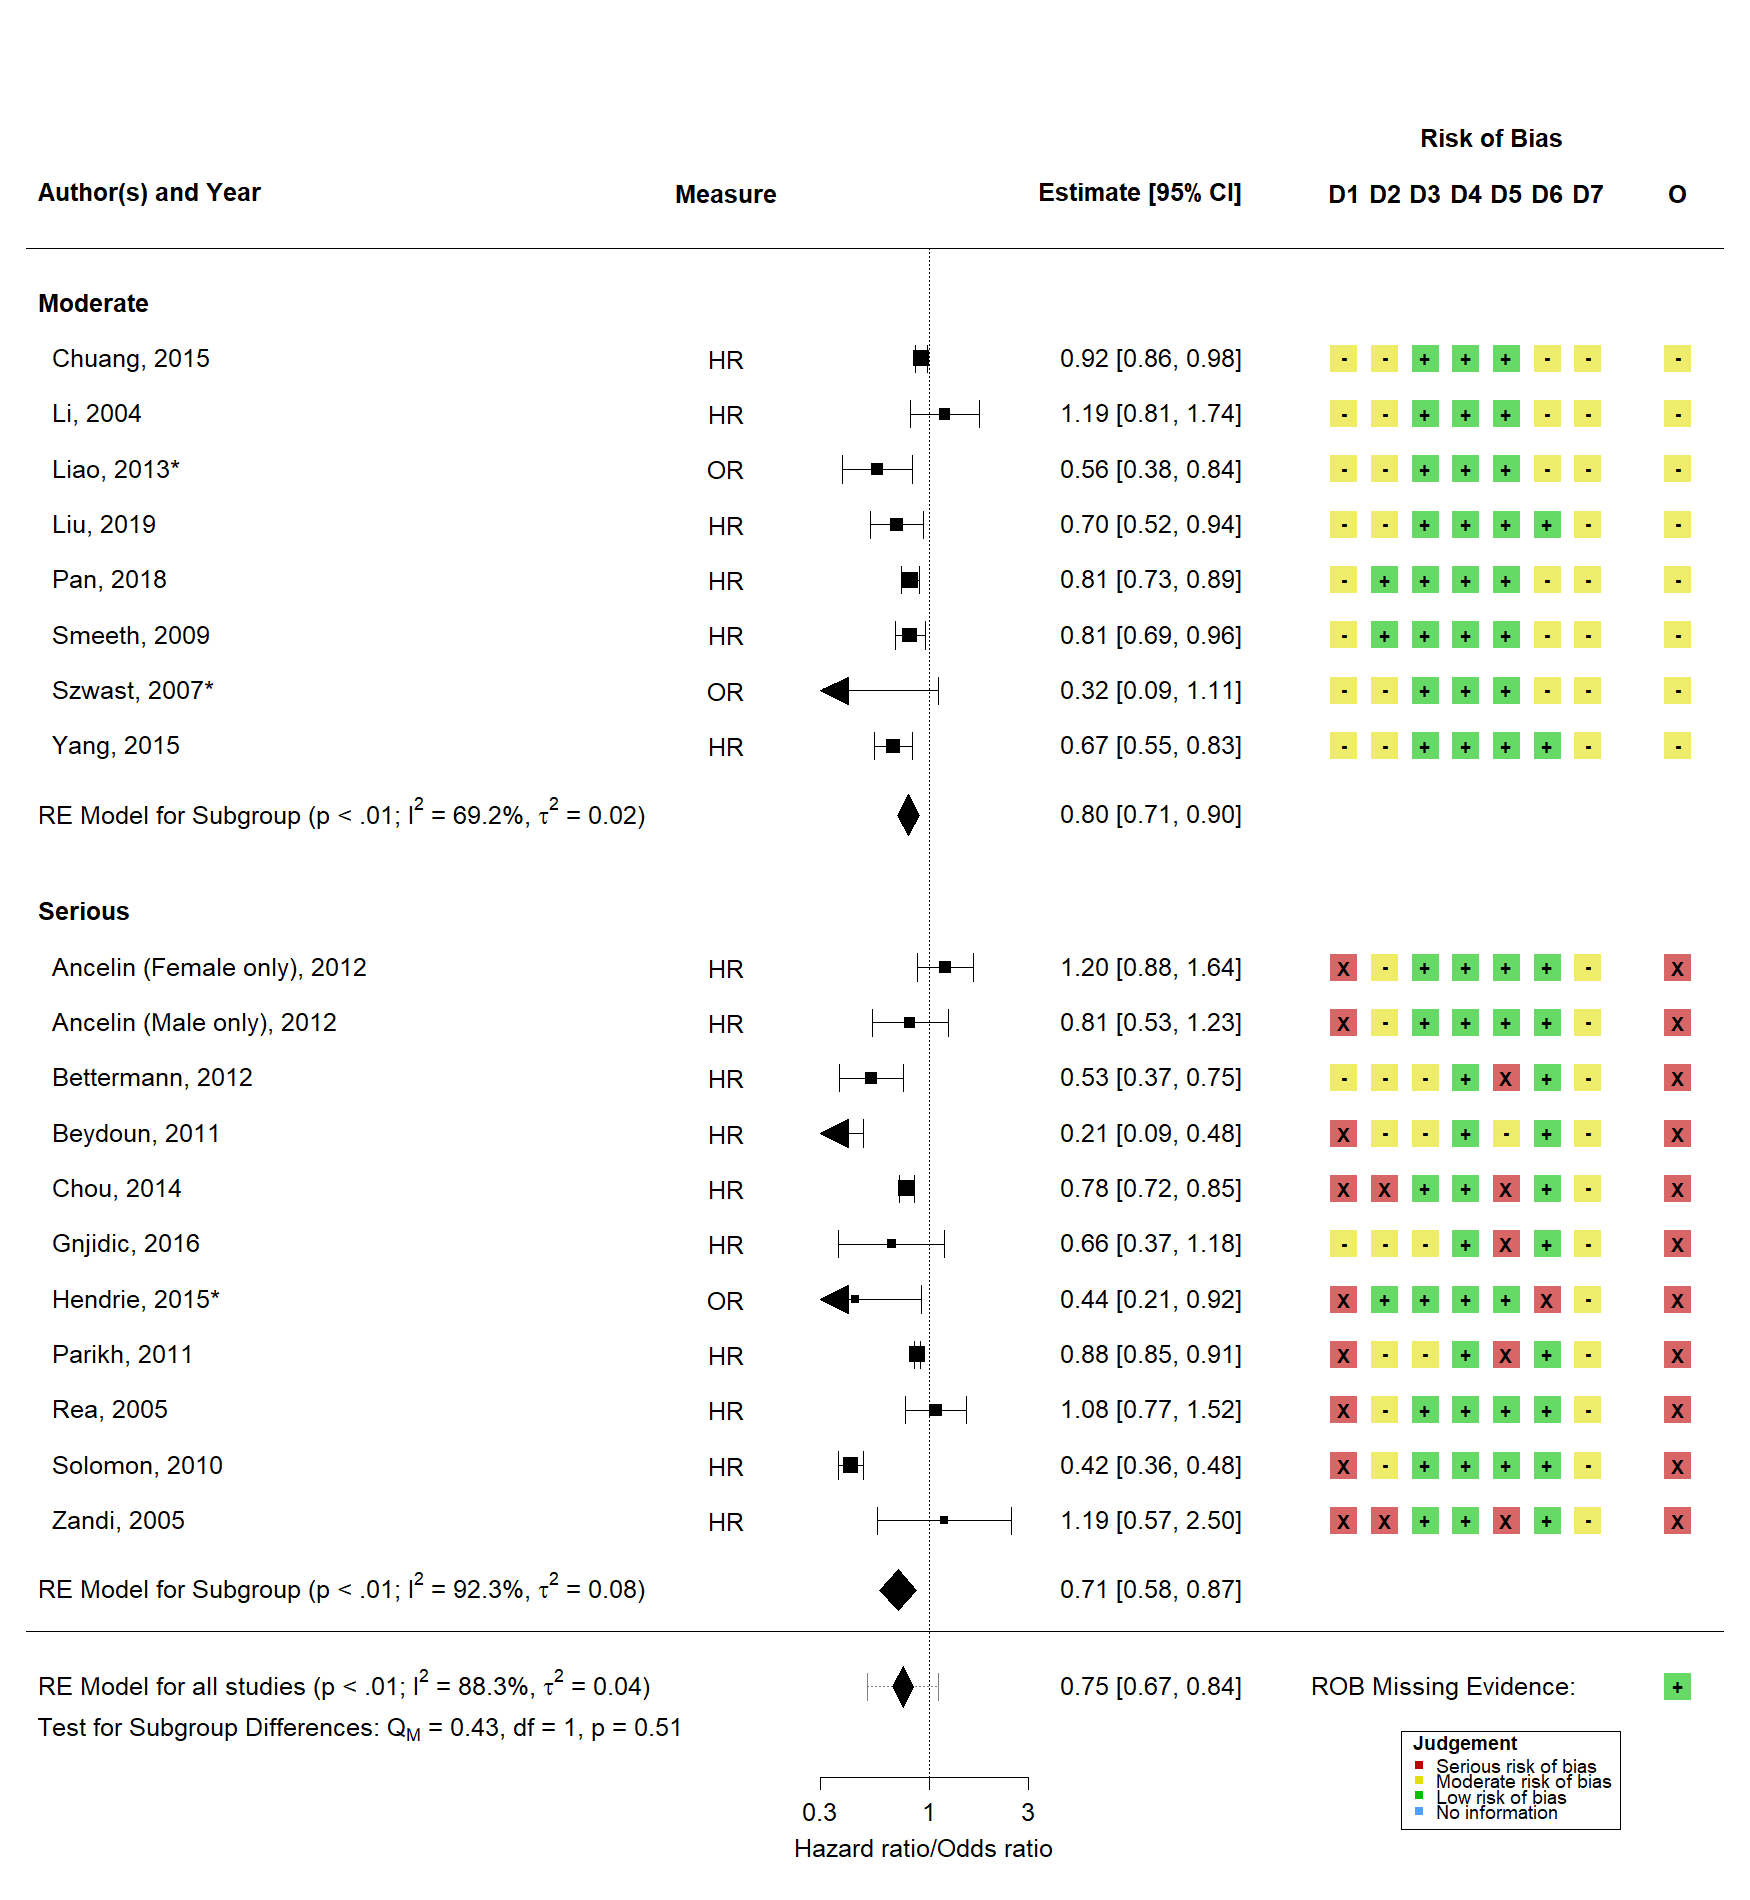 Risk of Bias
Author(s) and Year Measure Estimate [95% CI] D1 D2 D3 D4 D5 D6 D7 O
Moderate
Chuang, 2015 HR 0.92 [0.86, 0.98] - - + + + - - -
Li, 2004 HR 1.19 [0.81, 1.74] - - + + + - - -
Liao, 2013* OR 0.56 [0.38, 0.84] - - + + + - - -
Liu, 2019 HR 0.70 [0.52, 0.94] - - + + + + - -
Pan, 2018 HR 0.81 [0.73, 0.89] - + + + + - - -
Smeeth, 2009 HR 0.81 [0.69, 0.96] - + + + + - - -
Szwast, 2007* OR 0.32 [0.09, 1.11] - - + + + - - -
Yang, 2015 HR 0.67 [0.55, 0.83] - - + + + + - -
RE Model for Subgroup (p < .01; I² = 69.2%, τ² = 0.02) 0.80 [0.71, 0.90]
Serious
Ancelin (Female only), 2012 HR 1.20 [0.88, 1.64] X - + + + + - X
Ancelin (Male only), 2012 HR 0.81 [0.53, 1.23] X - + + + + - X
Bettermann, 2012 HR 0.53 [0.37, 0.75] - - - + X + - X
Beydoun, 2011 HR 0.21 [0.09, 0.48] X - - + - + - X
Chou, 2014 HR 0.78 [0.72, 0.85] X X + + X + - X
Gnjidic, 2016 HR 0.66 [0.37, 1.18] - - - + X + - X
Hendrie, 2015* OR 0.44 [0.21, 0.92] X + + + + X - X
Parikh, 2011 HR 0.88 [0.85, 0.91] X - - + X + - X
Rea, 2005 HR 1.08 [0.77, 1.52] X - + + + + - X
Solomon, 2010 HR 0.42 [0.36, 0.48] X - + + + + - X
Zandi, 2005 HR 1.19 [0.57, 2.50] X X + + X + - X
RE Model for Subgroup (p < .01; I² = 92.3%, τ² = 0.08) 0.71 [0.58, 0.87]
RE Model for all studies (p < .01; I² = 88.3%, τ² = 0.04) 0.75 [0.67, 0.84] ROB Missing Evidence: +
Test for Subgroup Differences: Q_M = 0.43, df = 1, p = 0.51
Judgement
Serious risk of bias
Moderate risk of bias
Low risk of bias
No information
0.3 1 3
Hazard ratio/Odds ratio